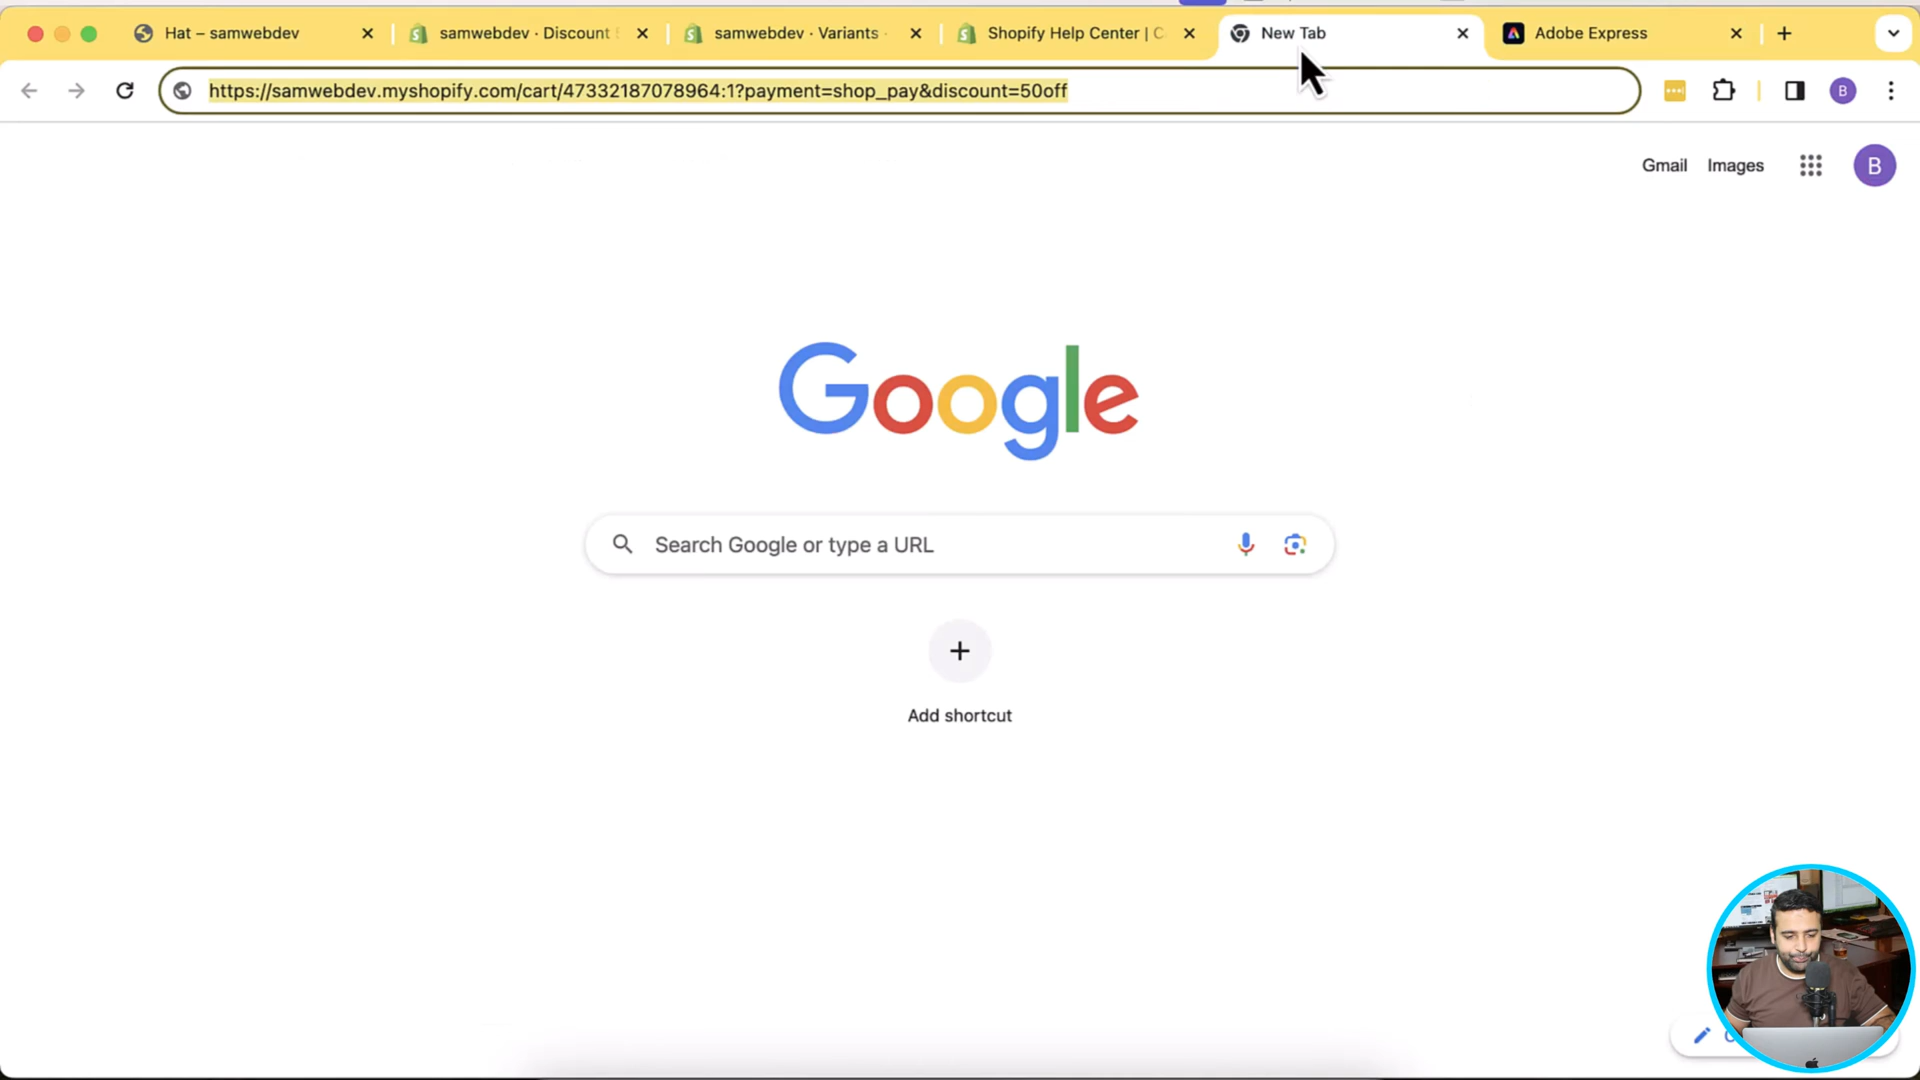 Hat – samwebdev
samwebdev · Discount
samwebdev · Variants
Shopify Help Center | C
New Tab
Adobe Express
https://samwebdev.myshopify.com/cart/47332187078964:1?payment=shop_pay&discount=50off
B
Gmail
Images
B
Google
Search Google or type a URL
Add shortcut